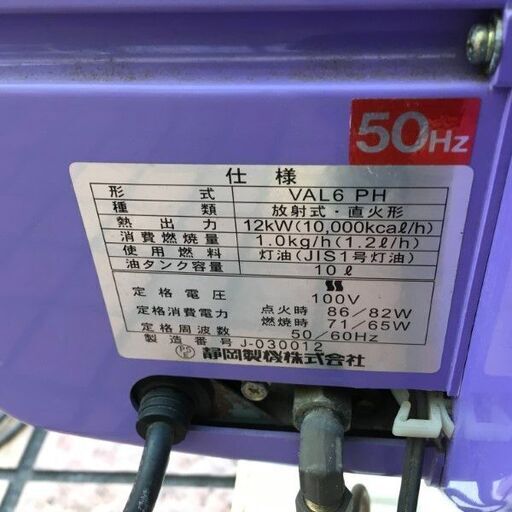 50Hz
仕様
形式 VAL6 PH
種類 放射式・直火形
熱出力 12kW(10,000kcal/h)
消費燃焼量 1.0kg/h(1.2ℓ/h)
使用燃料 灯油(JIS1号灯油)
油タンク容量 10ℓ
定格電圧 100V
定格消費電力 点火時 86/82W
燃焼時 71/65W
定格周波数 50/60Hz
製造番号 J-030012
静岡製機株式会社